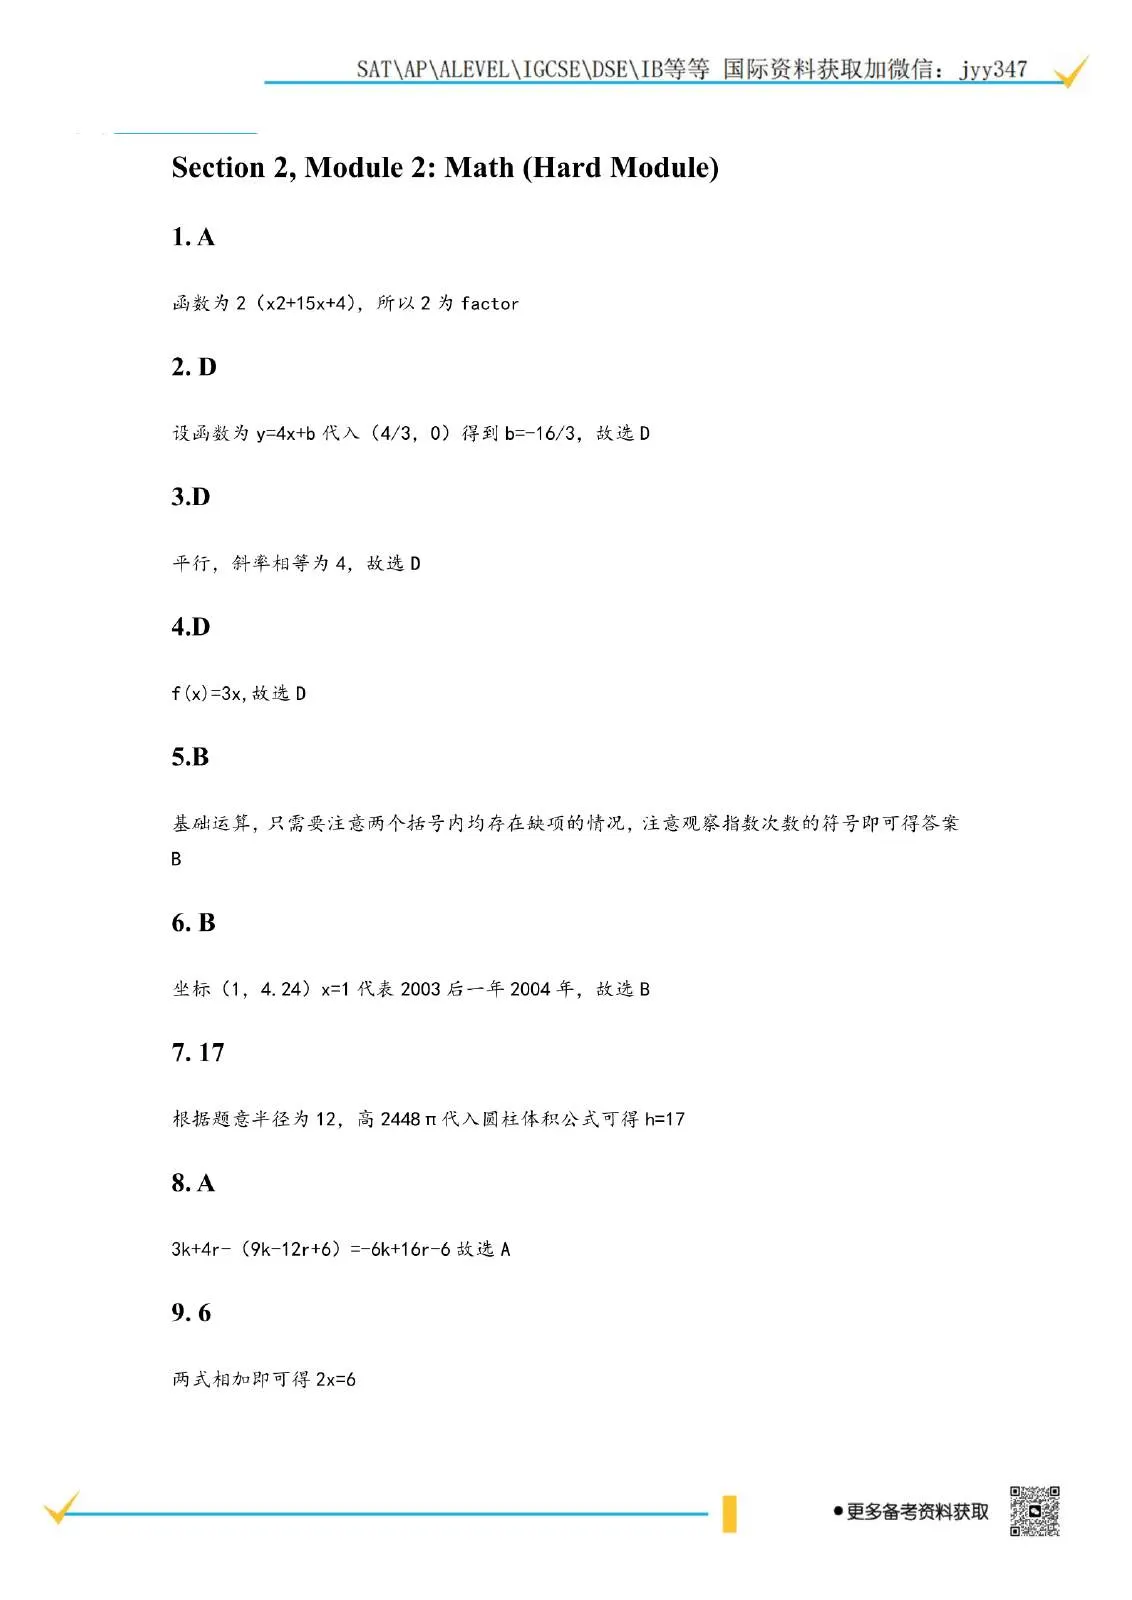 SAT\AP\ALEVEL\IGCSE\DSE\IB等等 国际资料获取加微信：jyy347
Section 2, Module 2: Math (Hard Module)
1. A
函数为 2（x2+15x+4），所以 2 为 factor
2. D
设函数为 y=4x+b 代入（4/3，0）得到 b=-16/3，故选 D
3.D
平行，斜率相等为 4，故选 D
4.D
f(x)=3x,故选 D
5.B
基础运算，只需要注意两个括号内均存在缺项的情况，注意观察指数次数的符号即可得答案
B
6. B
坐标（1，4.24）x=1 代表 2003 后一年 2004 年，故选 B
7. 17
根据题意半径为 12，高 2448π代入圆柱体积公式可得 h=17
8. A
3k+4r-（9k-12r+6）=-6k+16r-6 故选 A
9. 6
两式相加即可得 2x=6
●更多备考资料获取